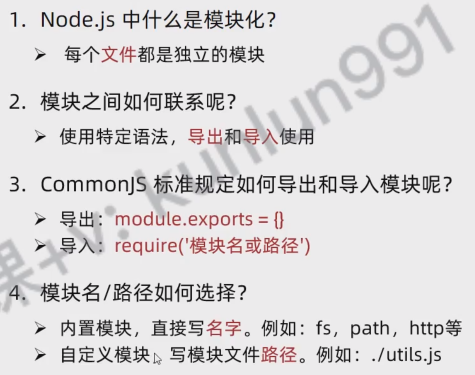 1. Node.js 中什么是模块化？
➤ 每个文件都是独立的模块
2. 模块之间如何联系呢？
➤ 使用特定语法，导出和导入使用
3. CommonJS 标准规定如何导出和导入模块呢？
➤ 导出：module.exports = {}
➤ 导入：require('模块名或路径')
4. 模块名/路径如何选择？
➤ 内置模块，直接写名字。例如：fs，path，http等
➤ 自定义模块，写模块文件路径。例如：./utils.js
课+v: kunlun991